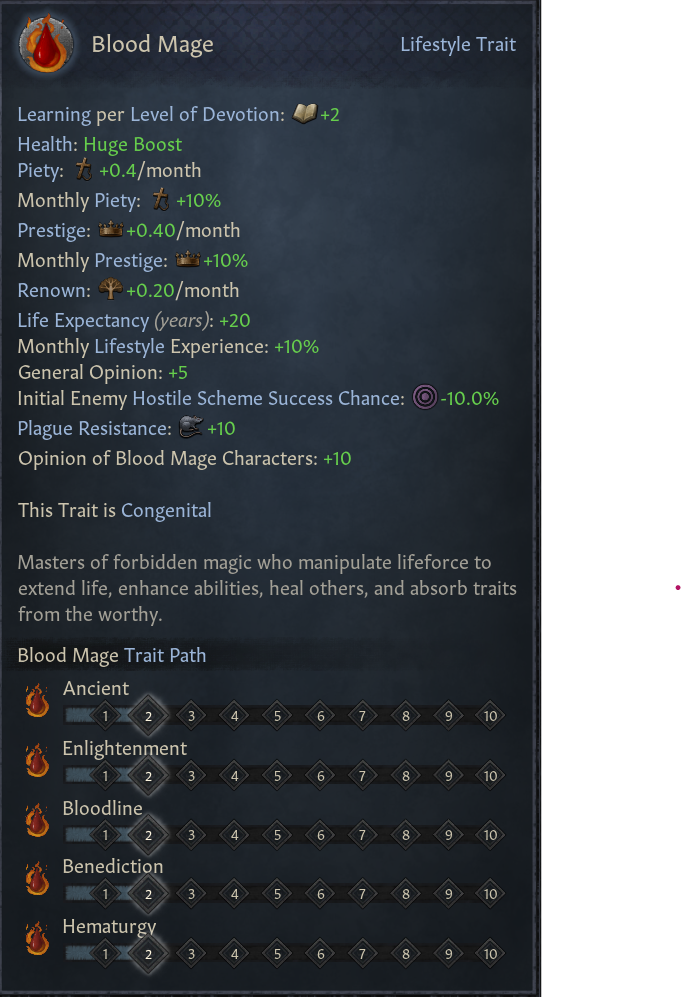 Blood Mage Lifestyle Trait
Learning per Level of Devotion: +2
Health: Huge Boost
Piety: +0.4/month
Monthly Piety: +10%
Prestige: +0.40/month
Monthly Prestige: +10%
Renown: +0.20/month
Life Expectancy (years): +20
Monthly Lifestyle Experience: +10%
General Opinion: +5
Initial Enemy Hostile Scheme Success Chance: -10.0%
Plague Resistance: +10
Opinion of Blood Mage Characters: +10
This Trait is Congenital
Masters of forbidden magic who manipulate lifeforce to
extend life, enhance abilities, heal others, and absorb traits
from the worthy.
Blood Mage Trait Path
Ancient
1 2 3 4 5 6 7 8 9 10
Enlightenment
1 2 3 4 5 6 7 8 9 10
Bloodline
1 2 3 4 5 6 7 8 9 10
Benediction
1 2 3 4 5 6 7 8 9 10
Hematurgy
1 2 3 4 5 6 7 8 9 10